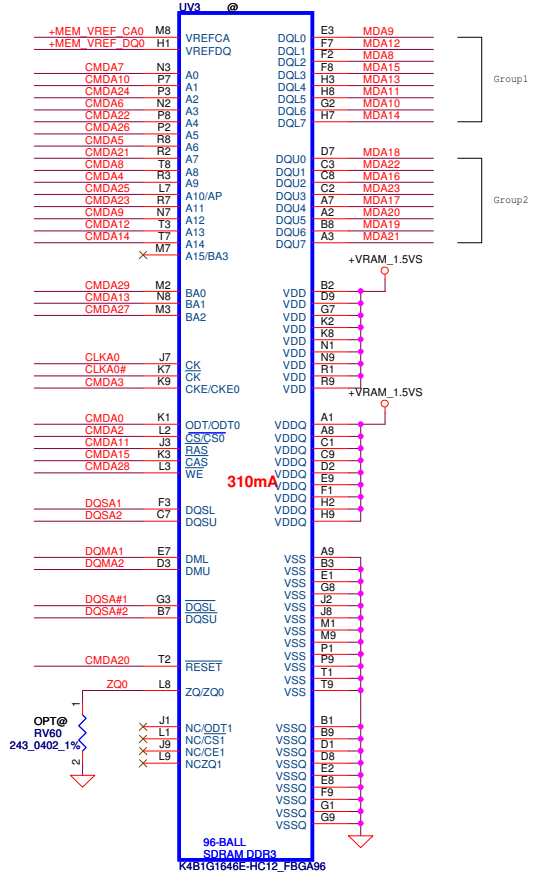 UV3 @
+MEM_VREF_CA0 M8 VREFCA
+MEM_VREF_DQ0 H1 VREFDQ
CMDA7 N3 A0
CMDA10 P7 A1
CMDA24 P3 A2
CMDA6 N2 A3
CMDA22 P8 A4
CMDA26 P2 A5
CMDA5 R8 A6
CMDA21 R2 A7
CMDA8 T8 A8
CMDA4 R3 A9
CMDA25 L7 A10/AP
CMDA23 R7 A11
CMDA9 N7 A12
CMDA12 T3 A13
CMDA14 T7 A14
M7 A15/BA3
CMDA29 M2 BA0
CMDA13 N8 BA1
CMDA27 M3 BA2
CLKA0 J7 CK
CLKA0# K7 CK
CMDA3 K9 CKE/CKE0
CMDA0 K1 ODT/ODT0
CMDA2 L2 CS/CS0
CMDA11 J3 RAS
CMDA15 K3 CAS
CMDA28 L3 WE
DQSA1 F3 DQSL
DQSA2 C7 DQSU
DQMA1 E7 DML
DQMA2 D3 DMU
DQSA#1 G3 DQSL
DQSA#2 B7 DQSU
CMDA20 T2 RESET
ZQ0 L8 ZQ/ZQ0
J1 NC/ODT1
L1 NC/CS1
J9 NC/CE1
L9 NCZQ1
1
OPT@
RV60
243_0402_1%
2
DQL0 E3 MDA9
DQL1 F7 MDA12
DQL2 F2 MDA8
DQL3 F8 MDA15
DQL4 H3 MDA13
DQL5 H8 MDA11
DQL6 G2 MDA10
DQL7 H7 MDA14
Group1
DQU0 D7 MDA18
DQU1 C3 MDA22
DQU2 C8 MDA16
DQU3 C2 MDA23
DQU4 A7 MDA17
DQU5 A2 MDA20
DQU6 B8 MDA19
DQU7 A3 MDA21
Group2
+VRAM_1.5VS
VDD B2
VDD D9
VDD G7
VDD K2
VDD K8
VDD N1
VDD N9
VDD R1
VDD R9
+VRAM_1.5VS
VDDQ A1
VDDQ A8
VDDQ C1
VDDQ C9
VDDQ D2
VDDQ E9
VDDQ F1
VDDQ H2
VDDQ H9
310mA
VSS A9
VSS B3
VSS E1
VSS G8
VSS J2
VSS J8
VSS M1
VSS M9
VSS P1
VSS P9
VSS T1
VSS T9
VSSQ B1
VSSQ B9
VSSQ D1
VSSQ D8
VSSQ E2
VSSQ E8
VSSQ F9
VSSQ G1
VSSQ G9
96-BALL
SDRAM DDR3
K4B1G1646E-HC12_FBGA96